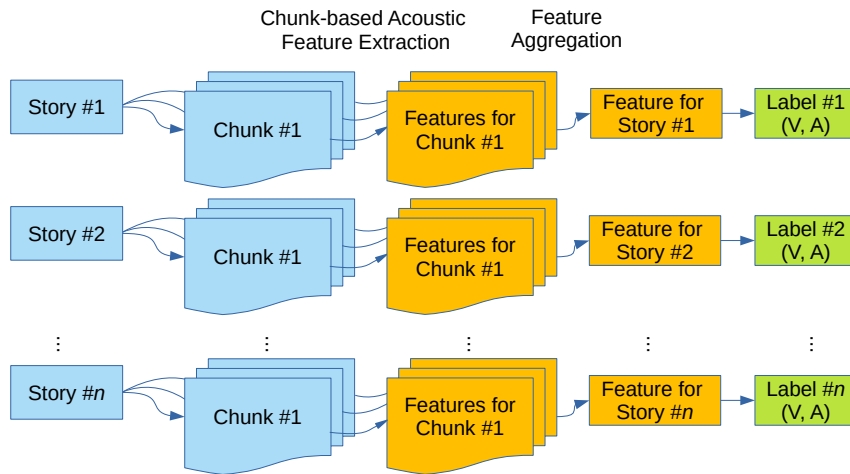 Chunk-based Acoustic
Feature Extraction
Feature
Aggregation
Story #1
Chunk #1
Features for
Chunk #1
Feature for
Story #1
Label #1
(V, A)
Story #2
Chunk #1
Features for
Chunk #1
Feature for
Story #2
Label #2
(V, A)
...
...
...
...
...
Story #n
Chunk #1
Features for
Chunk #1
Feature for
Story #n
Label #n
(V, A)